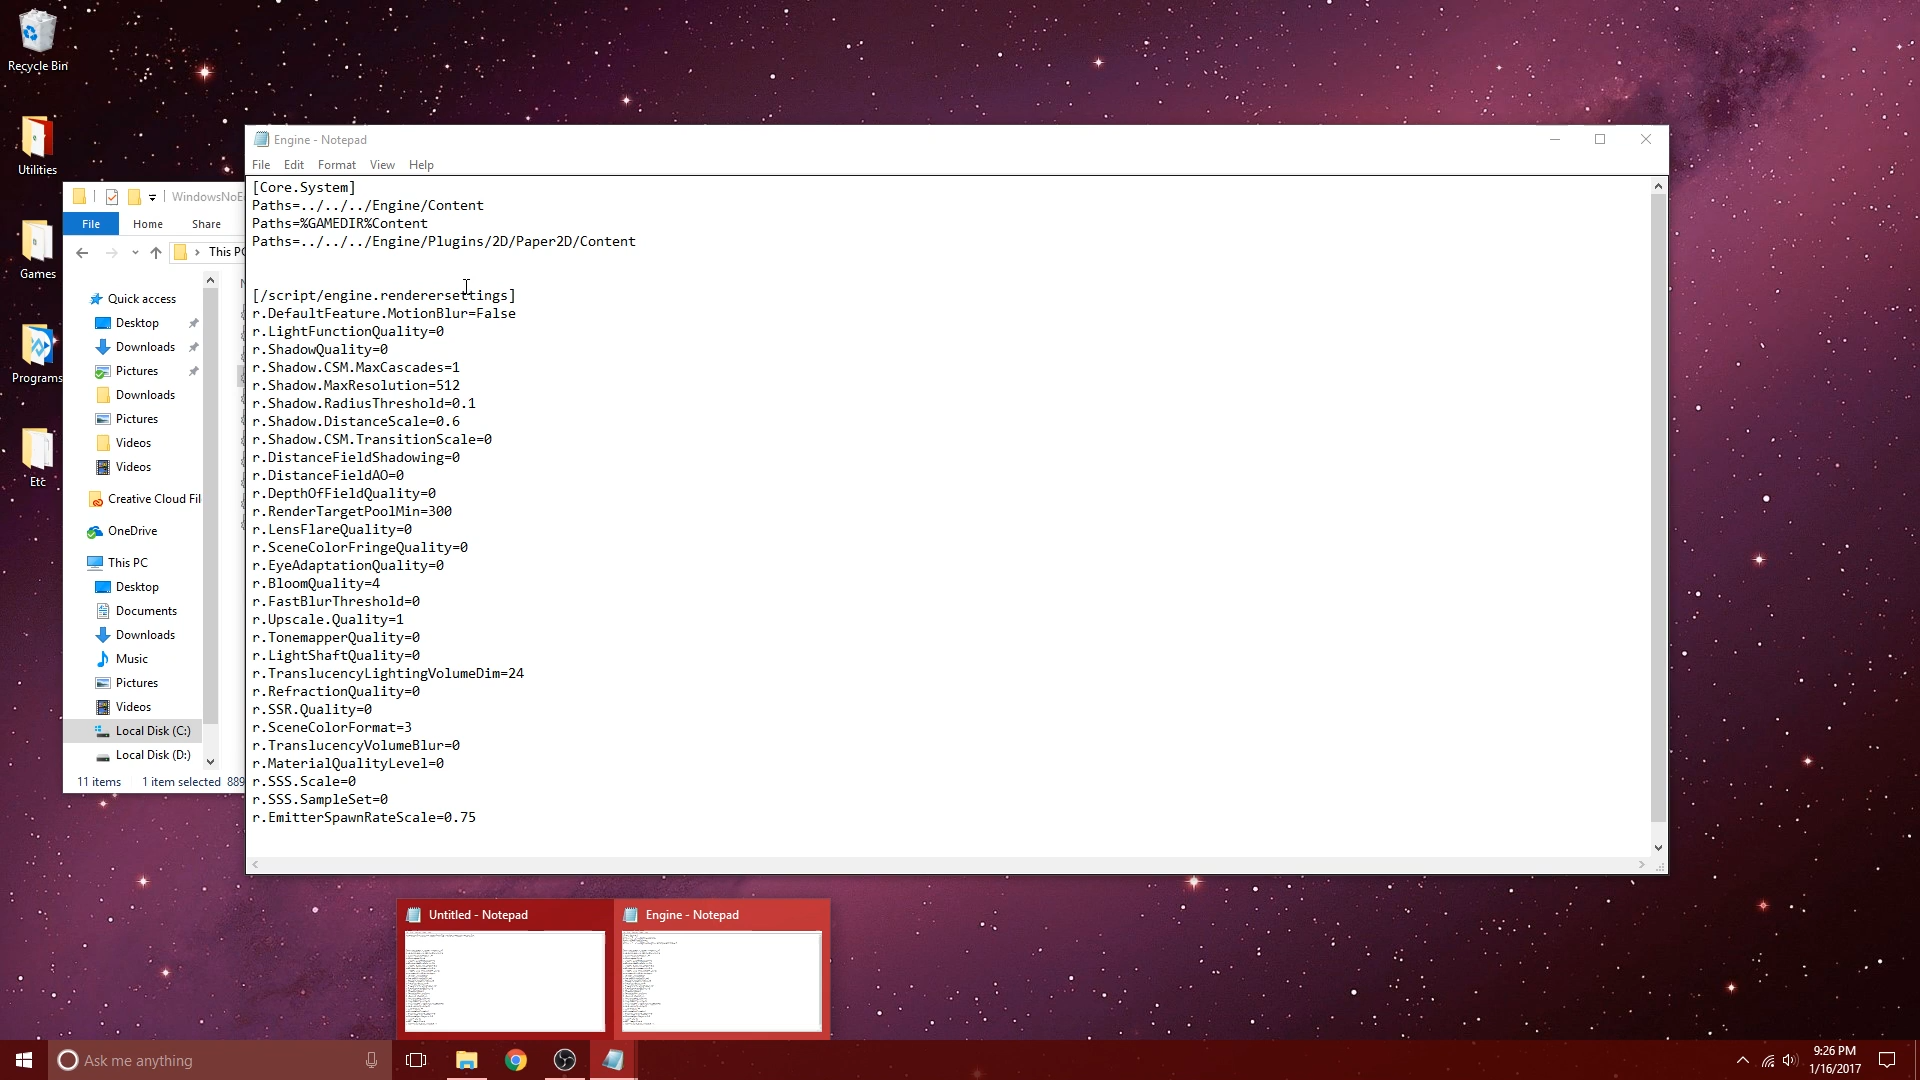 Recycle Bin
Utilities
Games
Programs
Etc
WindowsNoE
File
Home
Share
This PC
Quick access
Desktop
Downloads
Pictures
Downloads
Pictures
Videos
Videos
Creative Cloud Fil
OneDrive
This PC
Desktop
Documents
Downloads
Music
Pictures
Videos
Local Disk (C:)
Local Disk (D:)
11 items 1 item selected 889
Engine - Notepad
File Edit Format View Help
[Core.System]
Paths=../../../Engine/Content
Paths=%GAMEDIR%Content
Paths=../../../Engine/Plugins/2D/Paper2D/Content
[/script/engine.renderersettings]
r.DefaultFeature.MotionBlur=False
r.LightFunctionQuality=0
r.ShadowQuality=0
r.Shadow.CSM.MaxCascades=1
r.Shadow.MaxResolution=512
r.Shadow.RadiusThreshold=0.1
r.Shadow.DistanceScale=0.6
r.Shadow.CSM.TransitionScale=0
r.DistanceFieldShadowing=0
r.DistanceFieldAO=0
r.DepthOfFieldQuality=0
r.RenderTargetPoolMin=300
r.LensFlareQuality=0
r.SceneColorFringeQuality=0
r.EyeAdaptationQuality=0
r.BloomQuality=4
r.FastBlurThreshold=0
r.Upscale.Quality=1
r.TonemapperQuality=0
r.LightShaftQuality=0
r.TranslucencyLightingVolumeDim=24
r.RefractionQuality=0
r.SSR.Quality=0
r.SceneColorFormat=3
r.TranslucencyVolumeBlur=0
r.MaterialQualityLevel=0
r.SSS.Scale=0
r.SSS.SampleSet=0
r.EmitterSpawnRateScale=0.75
Untitled - Notepad
Engine - Notepad
Ask me anything
9:26 PM
1/16/2017